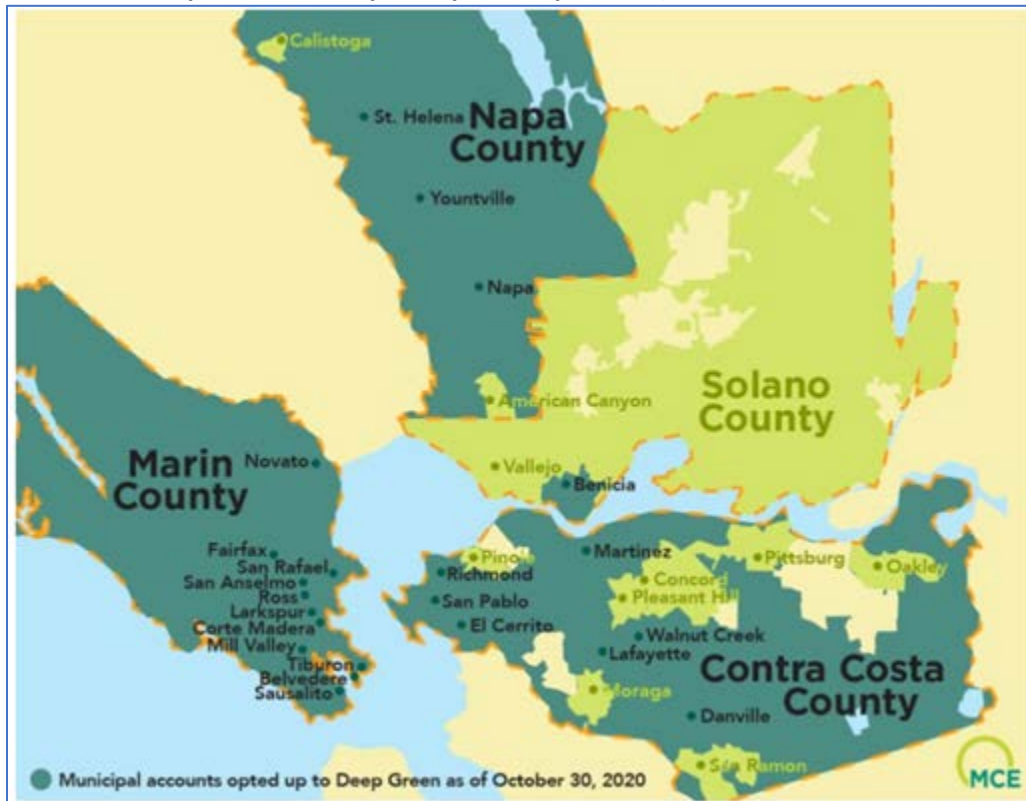 Calistoga
St. Helena
Napa
County
Yountville
Napa
American Canyon
Solano
County
Vallejo
Benicia
Marin
County
Novato
Fairfax
San Rafael
San Anselmo
Ross
Larkspur
Corte Madera
Mill Valley
Tiburon
Belvedere
Sausalito
Pinole
Richmond
San Pablo
El Cerrito
Martinez
Concord
Pleasant Hill
Pittsburg
Oakley
Walnut Creek
Lafayette
Contra Costa
County
Moraga
Danville
San Ramon
Municipal accounts opted up to Deep Green as of October 30, 2020
MCE